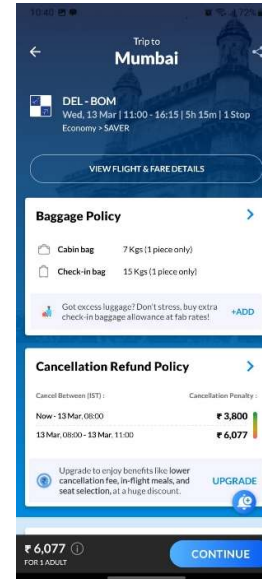 10:40
4.72%
Trip to
Mumbai
DEL - BOM
Wed, 13 Mar | 11:00 - 16:15 | 5h 15m | 1 Stop
Economy > SAVER
VIEW FLIGHT & FARE DETAILS
Baggage Policy
Cabin bag 7 Kgs (1 piece only)
Check-in bag 15 Kgs (1 piece only)
Got excess luggage? Don't stress, buy extra
check-in baggage allowance at fab rates!
+ADD
Cancellation Refund Policy
Cancel Between (IST) : Cancellation Penalty :
Now - 13 Mar, 08:00 ₹ 3,800
13 Mar, 08:00 - 13 Mar, 11:00 ₹ 6,077
Upgrade to enjoy benefits like lower
cancellation fee, in-flight meals, and
seat selection, at a huge discount.
UPGRADE
₹ 6,077
FOR 1 ADULT
CONTINUE